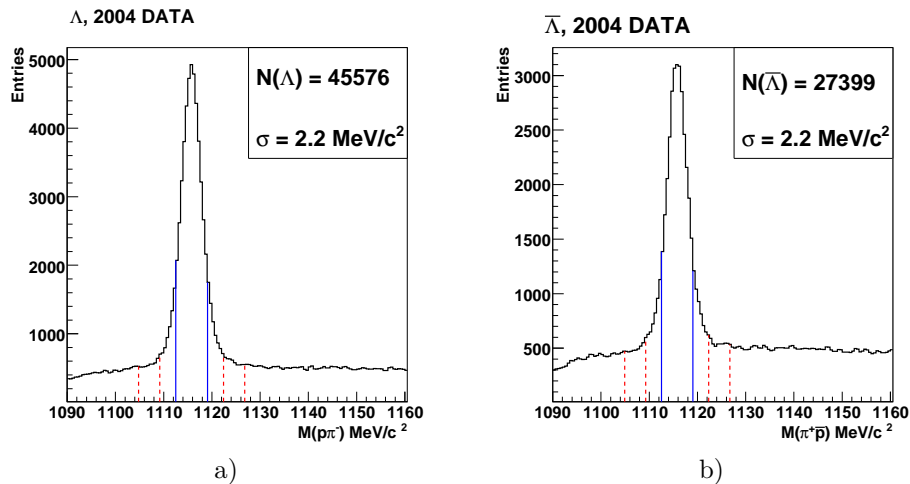 Λ, 2004 DATA
Entries
5000
4000
3000
2000
1000
N(Λ) = 45576
σ = 2.2 MeV/c²
1090 1100 1110 1120 1130 1140 1150 1160
M(pπ⁻) MeV/c ²
a)
Λ̅, 2004 DATA
Entries
3000
2500
2000
1500
1000
500
N(Λ̅) = 27399
σ = 2.2 MeV/c²
1090 1100 1110 1120 1130 1140 1150 1160
M(π⁺p̅) MeV/c ²
b)